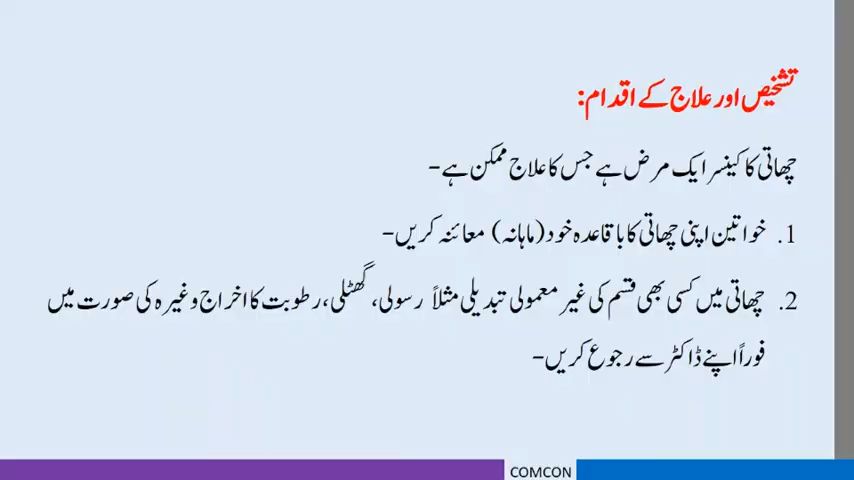 تشخیص اور علاج کے اقدام:
چھاتی کا کینسر ایک مرض ہے جس کا علاج ممکن ہے-
1. خواتین اپنی چھاتی کا باقاعدہ خود (ماہانہ) معائنہ کریں-
2. چھاتی میں کسی بھی قسم کی غیر معمولی تبدیلی مثلاً رسولی، گھٹلی، رطوبت کا اخراج وغیرہ کی صورت میں
فوراً اپنے ڈاکٹر سے رجوع کریں-
COMCON